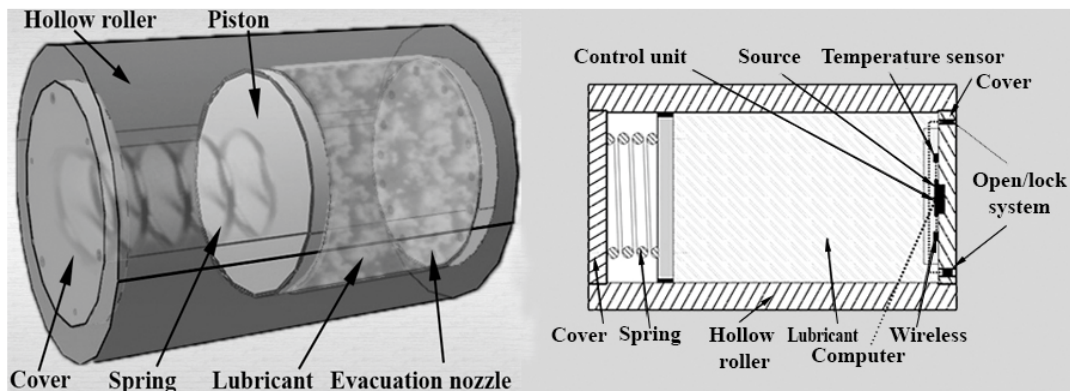 Hollow roller
Piston
Cover
Spring
Lubricant
Evacuation nozzle
Control unit
Source
Temperature sensor
Cover
Open/lock
system
Cover
Spring
Hollow
roller
Lubricant
Computer
Wireless